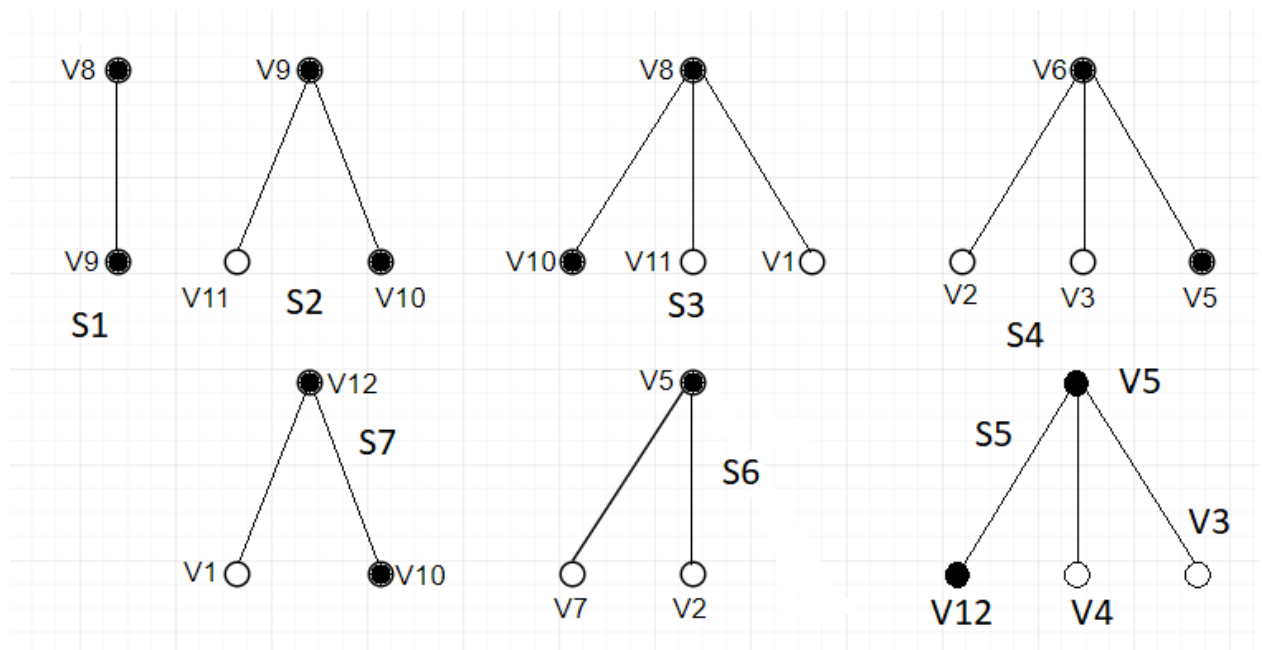 V8 V9 V8 V6
V9 V10 V11 V1
V11 V10 V2 V3 V5
S1 S2 S3 S4
V12 V5 V5
S7 S6 S5
V3
V1 V10
V7 V2 V12 V4